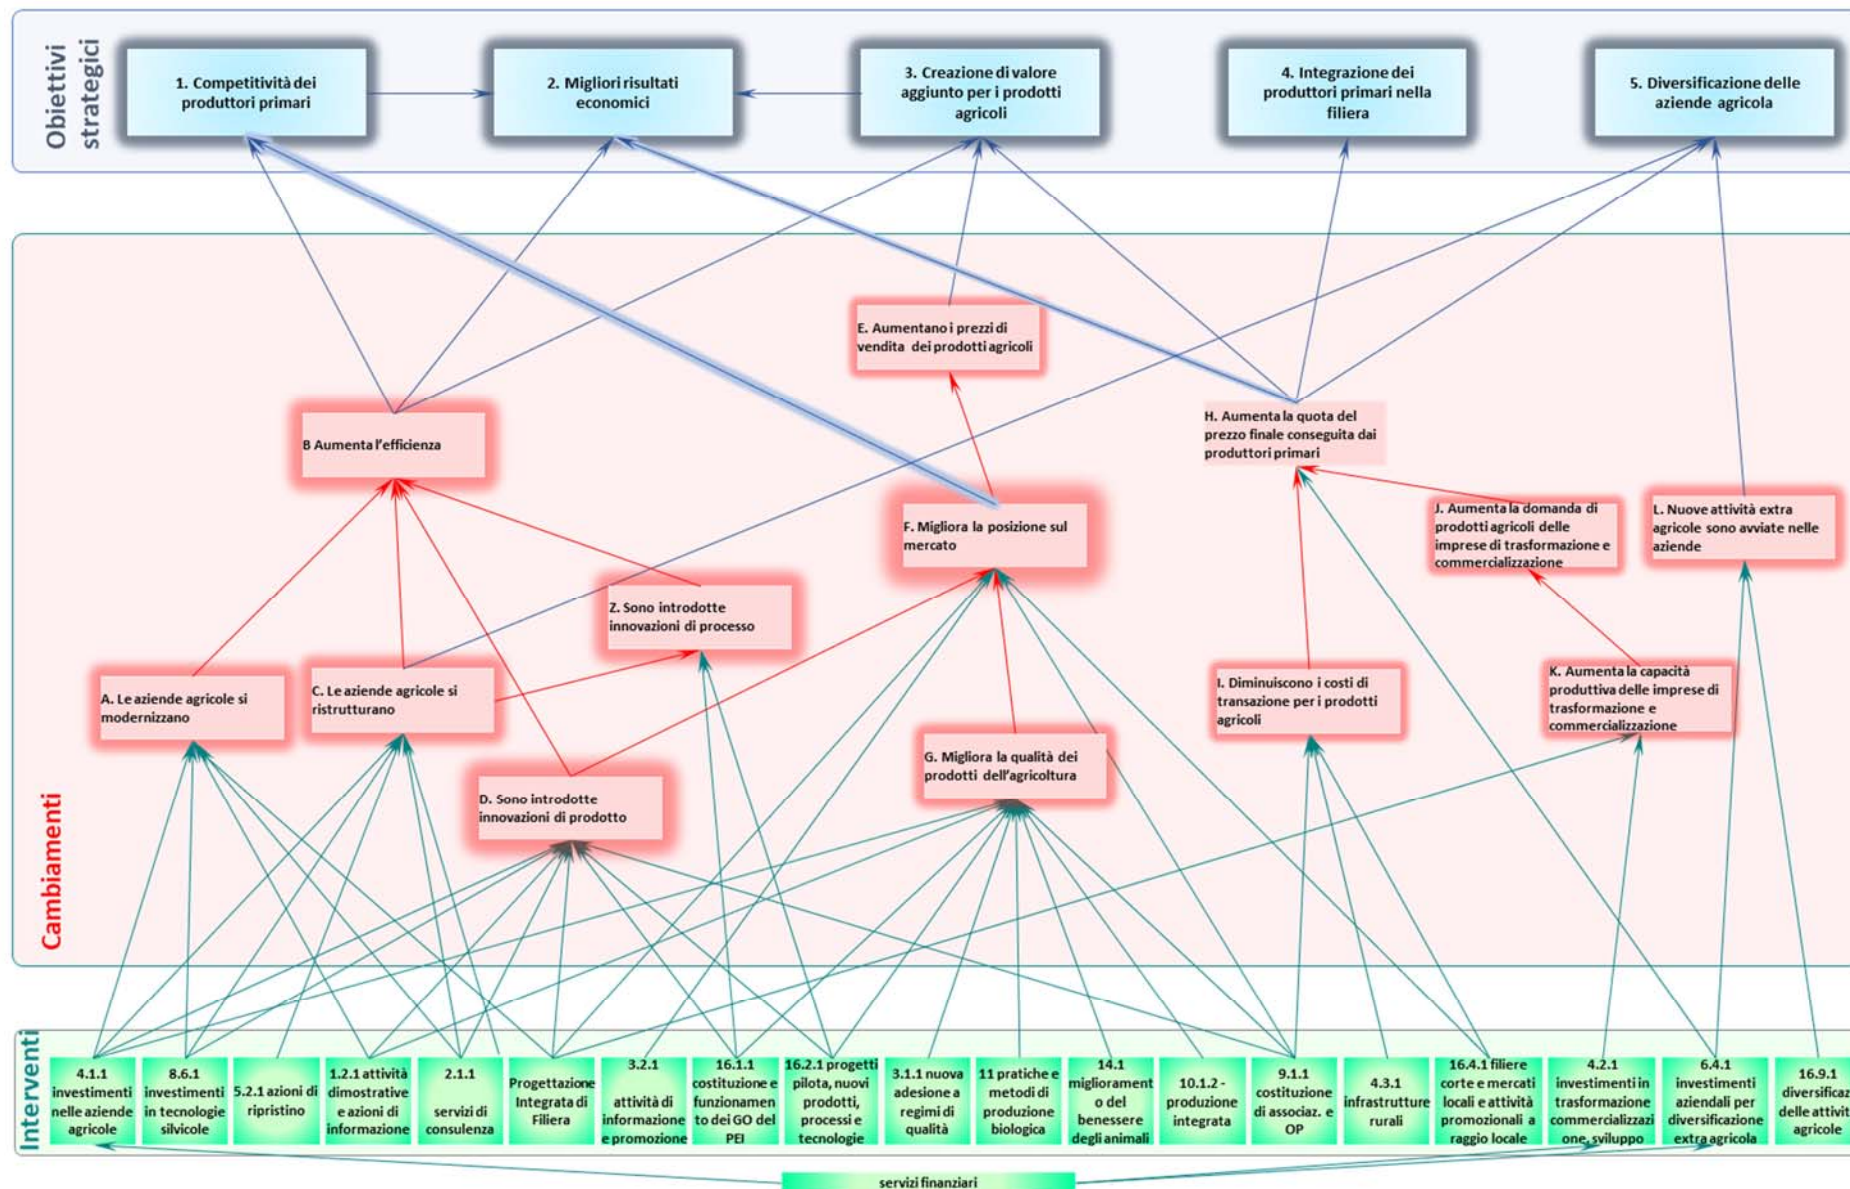 Obiettivi
strategici
1. Competitività dei
produttori primari
2. Migliori risultati
economici
3. Creazione di valore
aggiunto per i prodotti
agricoli
4. Integrazione dei
produttori primari nella
filiera
5. Diversificazione delle
aziende agricola
Cambiamenti
E. Aumentano i prezzi di
vendita dei prodotti agricoli
B Aumenta l'efficienza
H. Aumenta la quota del
prezzo finale conseguita dai
produttori primari
F. Migliora la posizione sul
mercato
J. Aumenta la domanda di
prodotti agricoli delle
imprese di trasformazione e
commercializzazione
L. Nuove attività extra
agricole sono avviate nelle
aziende
Z. Sono introdotte
innovazioni di processo
A. Le aziende agricole si
modernizzano
C. Le aziende agricole si
ristrutturano
I. Diminuiscono i costi di
transazione per i prodotti
agricoli
K. Aumenta la capacità
produttiva delle imprese di
trasformazione e
commercializzazione
G. Migliora la qualità dei
prodotti dell'agricoltura
D. Sono introdotte
innovazioni di prodotto
Interventi
4.1.1
investimenti
nelle aziende
agricole
8.6.1
investimenti
in tecnologie
silvicole
5.2.1 azioni di
ripristino
1.2.1 attività
dimostrative
e azioni di
informazione
2.1.1
servizi di
consulenza
Progettazione
Integrata di
Filiera
3.2.1
attività di
informazione
e promozione
16.1.1
costituzione e
funzionamen
to dei GO del
PEI
16.2.1 progetti
pilota, nuovi
prodotti,
processi e
tecnologie
3.1.1 nuova
adesione a
regimi di
qualità
11 pratiche e
metodi di
produzione
biologica
14.1
migliorament
o del
benessere
degli animali
10.1.2 -
produzione
integrata
9.1.1
costituzione
di associaz. e
OP
4.3.1
infrastrutture
rurali
16.4.1 filiere
corte e mercati
locali e attività
promozionali a
raggio locale
4.2.1
investimenti in
trasformazione
commercializzazi
one, sviluppo
6.4.1
investimenti
aziendali per
diversificazione
extra agricola
16.9.1
diversificaz
delle attivit
agricole
servizi finanziari